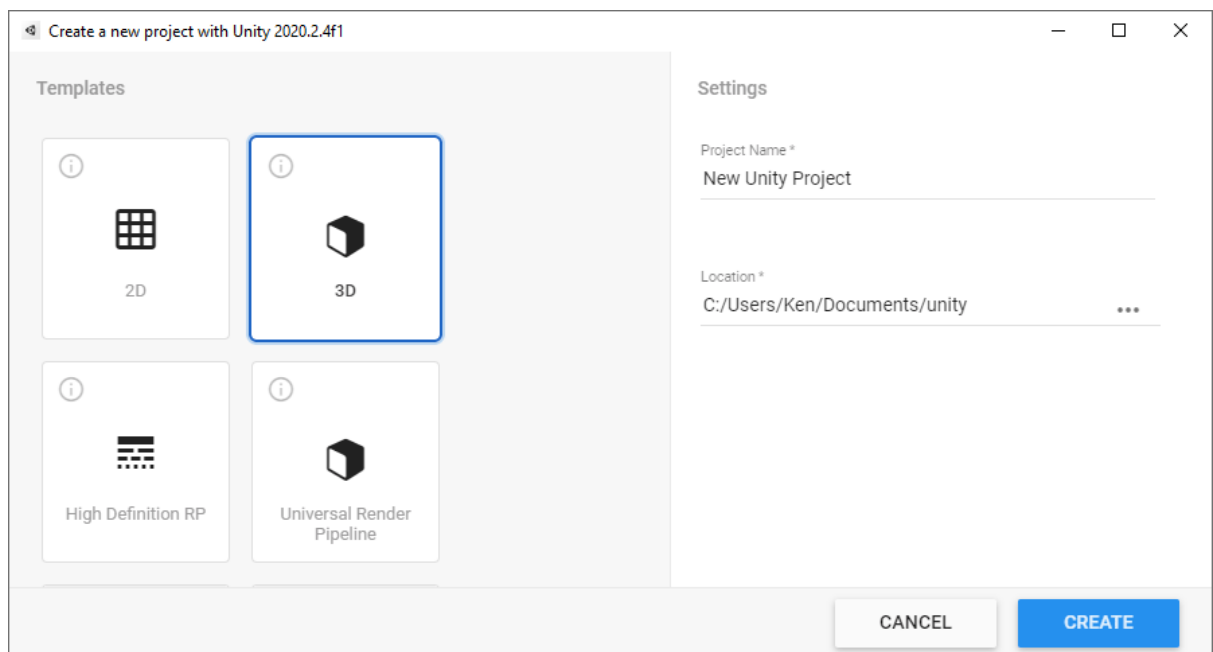 Create a new project with Unity 2020.2.4f1
Templates
2D
3D
High Definition RP
Universal Render
Pipeline
Settings
Project Name *
New Unity Project
Location *
C:/Users/Ken/Documents/unity
CANCEL
CREATE